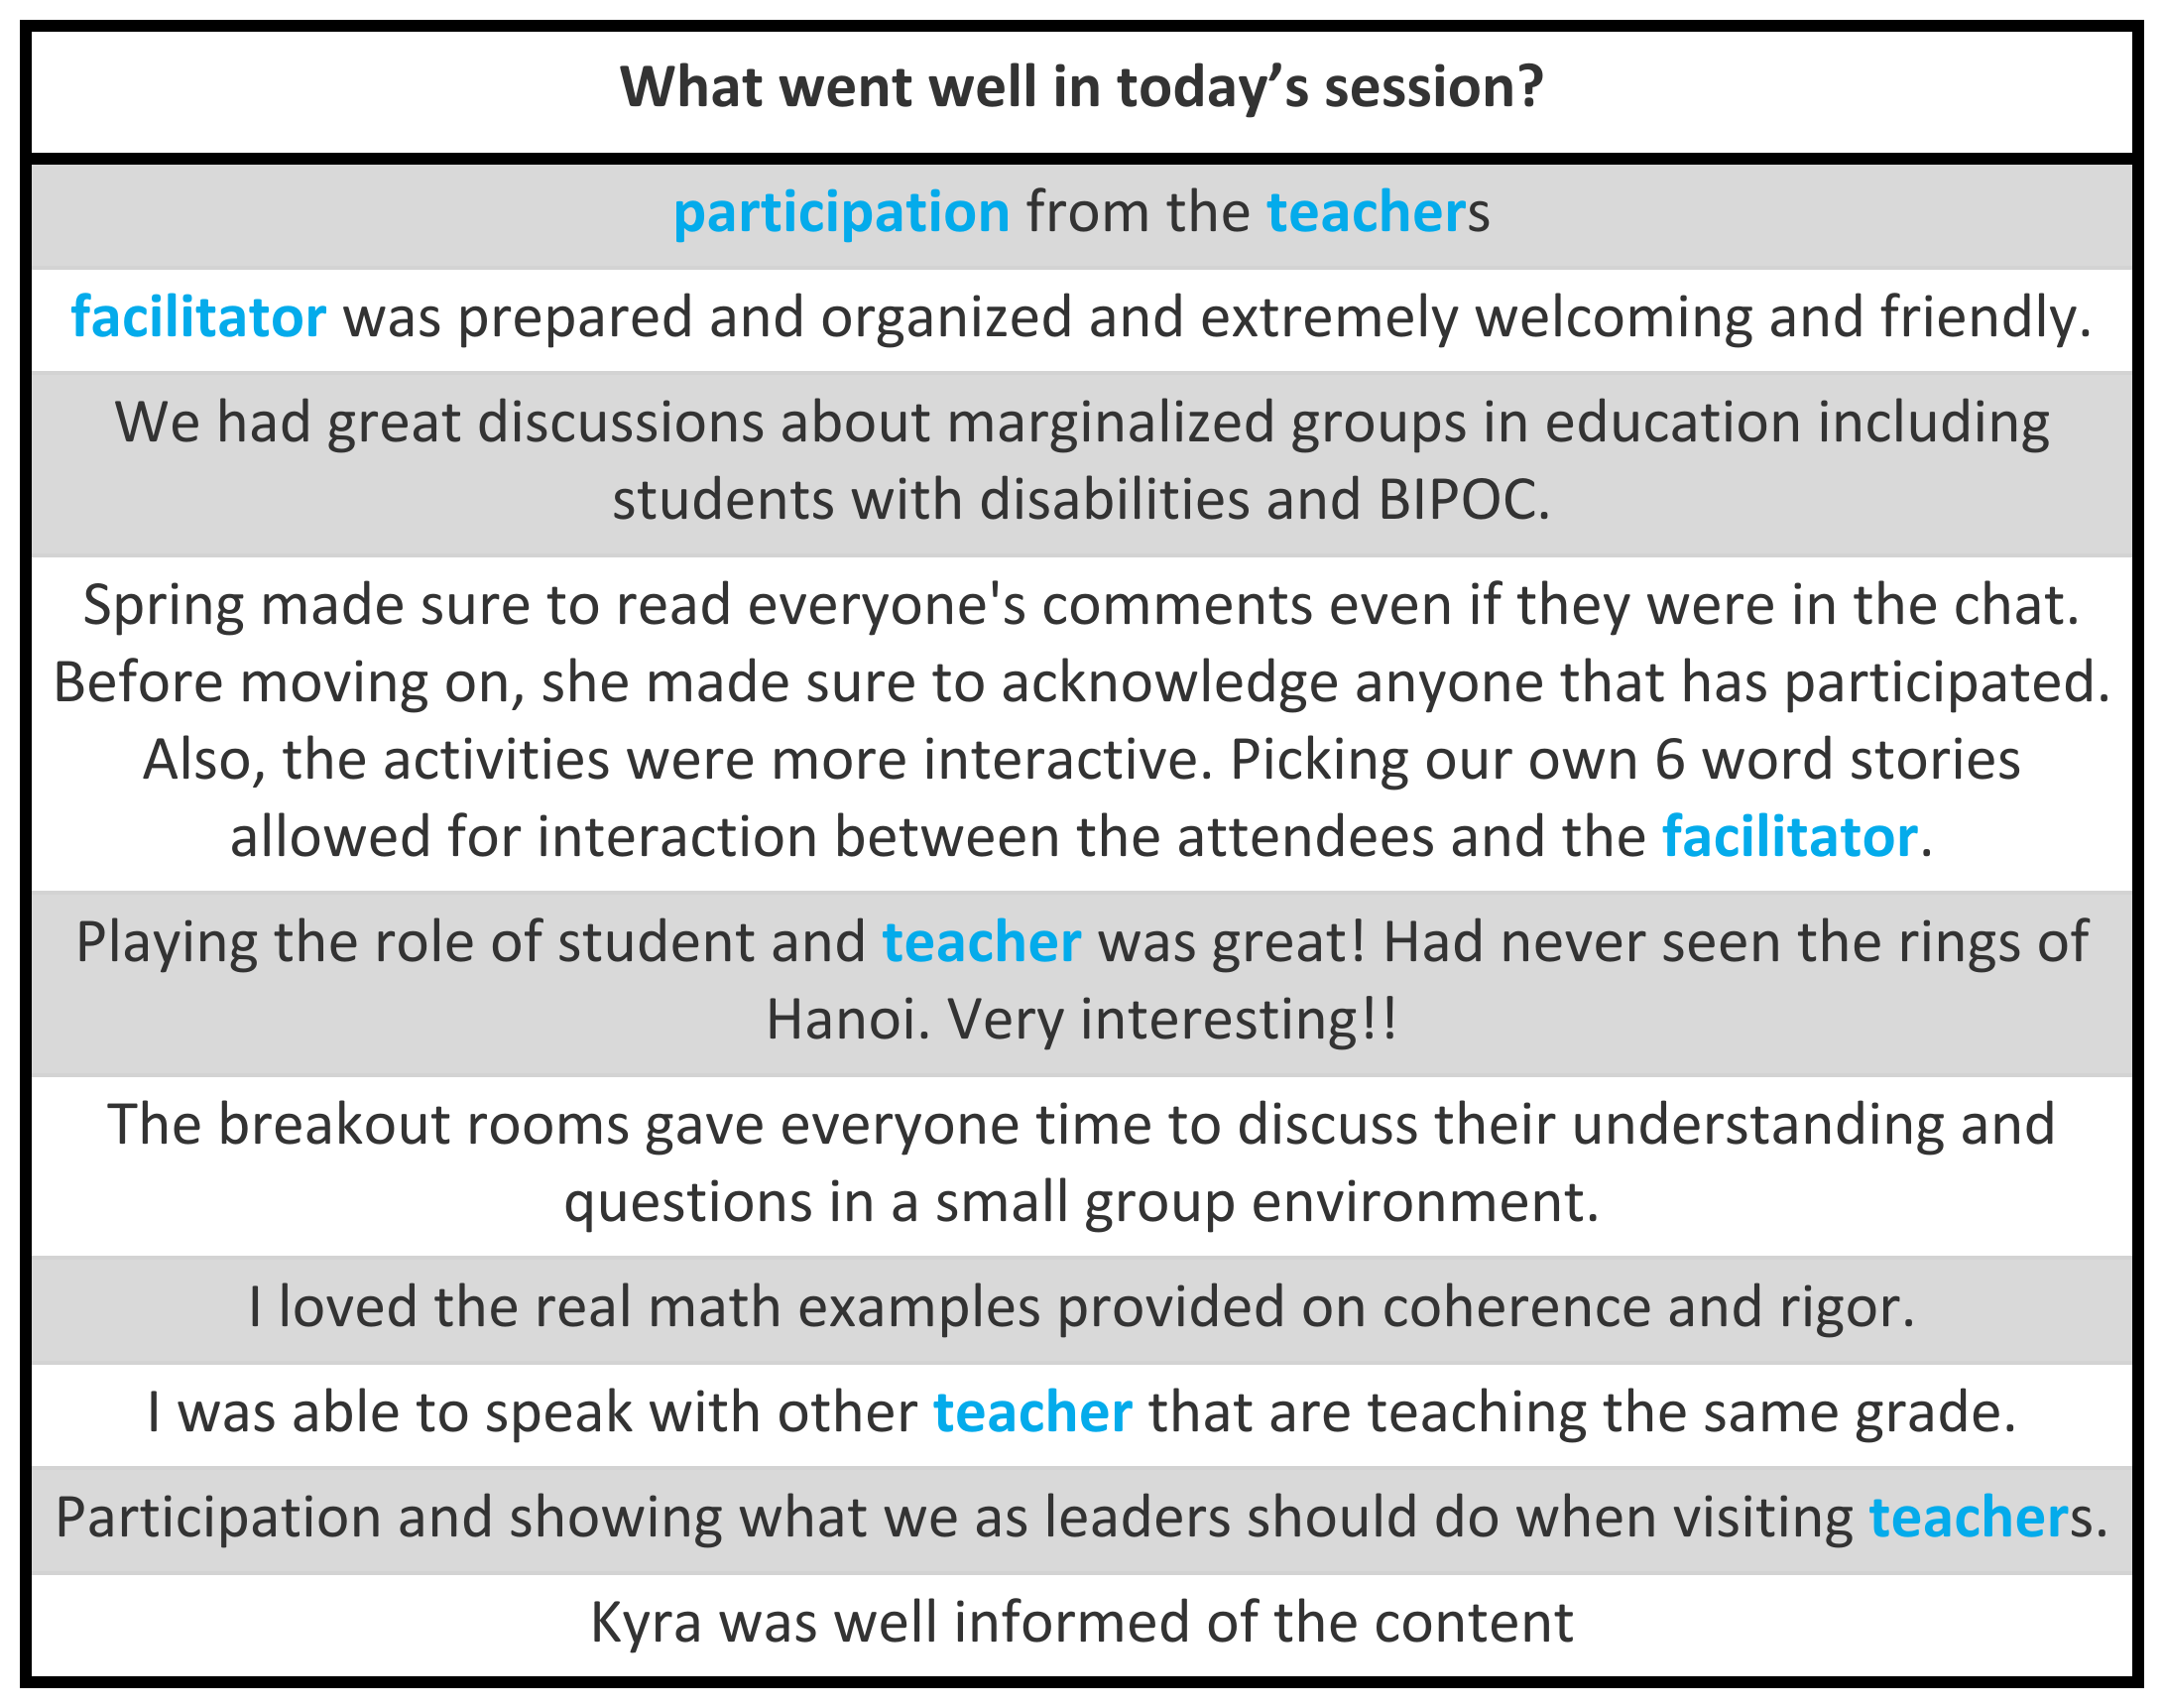 What went well in today’s session?
participation from the teachers
facilitator was prepared and organized and extremely welcoming and friendly.
We had great discussions about marginalized groups in education including
students with disabilities and BIPOC.
Spring made sure to read everyone's comments even if they were in the chat.
Before moving on, she made sure to acknowledge anyone that has participated.
Also, the activities were more interactive. Picking our own 6 word stories
allowed for interaction between the attendees and the facilitator.
Playing the role of student and teacher was great! Had never seen the rings of
Hanoi. Very interesting!!
The breakout rooms gave everyone time to discuss their understanding and
questions in a small group environment.
I loved the real math examples provided on coherence and rigor.
I was able to speak with other teacher that are teaching the same grade.
Participation and showing what we as leaders should do when visiting teachers.
Kyra was well informed of the content